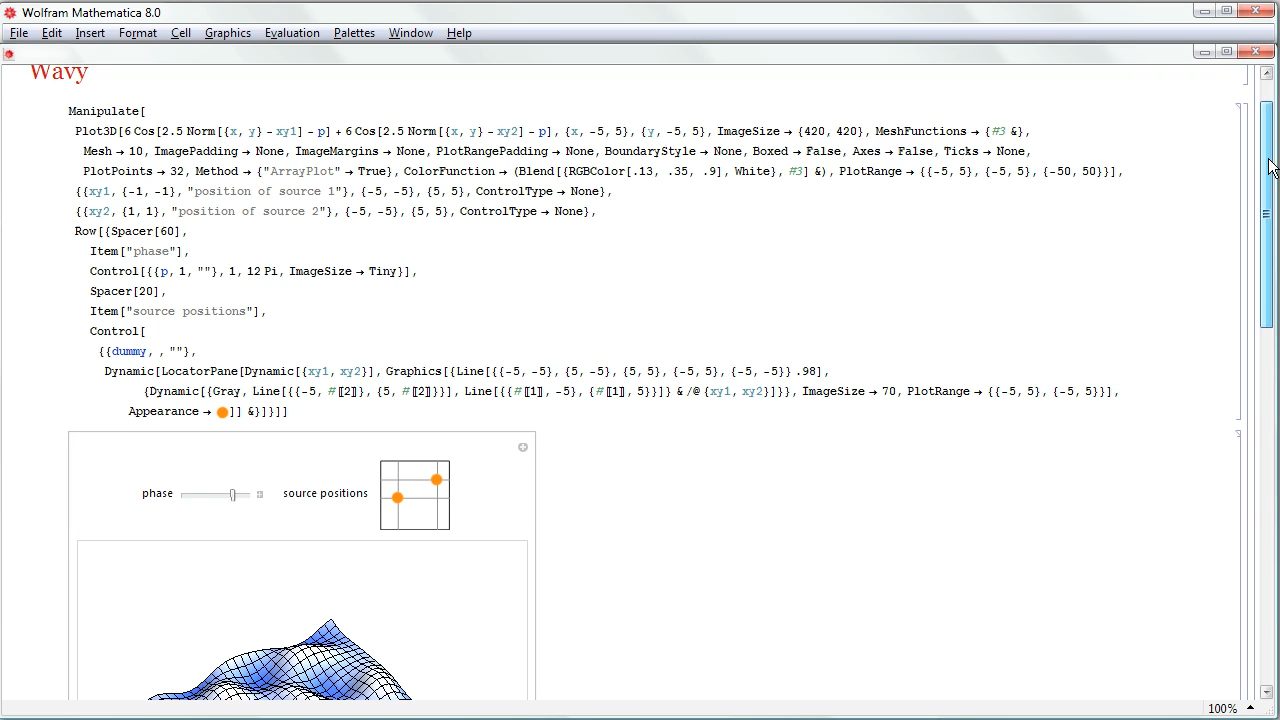 Wolfram Mathematica 8.0
File Edit Insert Format Cell Graphics Evaluation Palettes Window Help
Wavy
Manipulate[
Plot3D[6 Cos[2.5 Norm[{x, y} - xy1] - p] + 6 Cos[2.5 Norm[{x, y} - xy2] - p], {x, -5, 5}, {y, -5, 5}, ImageSize → {420, 420}, MeshFunctions → {#3 &},
Mesh → 10, ImagePadding → None, ImageMargins → None, PlotRangePadding → None, BoundaryStyle → None, Boxed → False, Axes → False, Ticks → None,
PlotPoints → 32, Method → {"ArrayPlot" → True}, ColorFunction → (Blend[{RGBColor[.13, .35, .9], White}, #3] &), PlotRange → {{-5, 5}, {-5, 5}, {-50, 50}}],
{{xy1, {-1, -1}, "position of source 1"}, {-5, -5}, {5, 5}, ControlType → None},
{{xy2, {1, 1}, "position of source 2"}, {-5, -5}, {5, 5}, ControlType → None},
Row[{Spacer[60],
Item["phase"],
Control[{{p, 1, ""}, 1, 12 Pi, ImageSize → Tiny}],
Spacer[20],
Item["source positions"],
Control[
{{dummy, , ""},
Dynamic[LocatorPane[Dynamic[{xy1, xy2}], Graphics[{Line[{{-5, -5}, {5, -5}, {5, 5}, {-5, 5}, {-5, -5}} .98],
{Dynamic[{Gray, Line[{{-5, #[[2]]}, {5, #[[2]]}}], Line[{{#[[1]], -5}, {#[[1]], 5}}]} & /@ {xy1, xy2}]}}, ImageSize → 70, PlotRange → {{-5, 5}, {-5, 5}}],
Appearance → ]] &}]}]]
phase source positions
100%